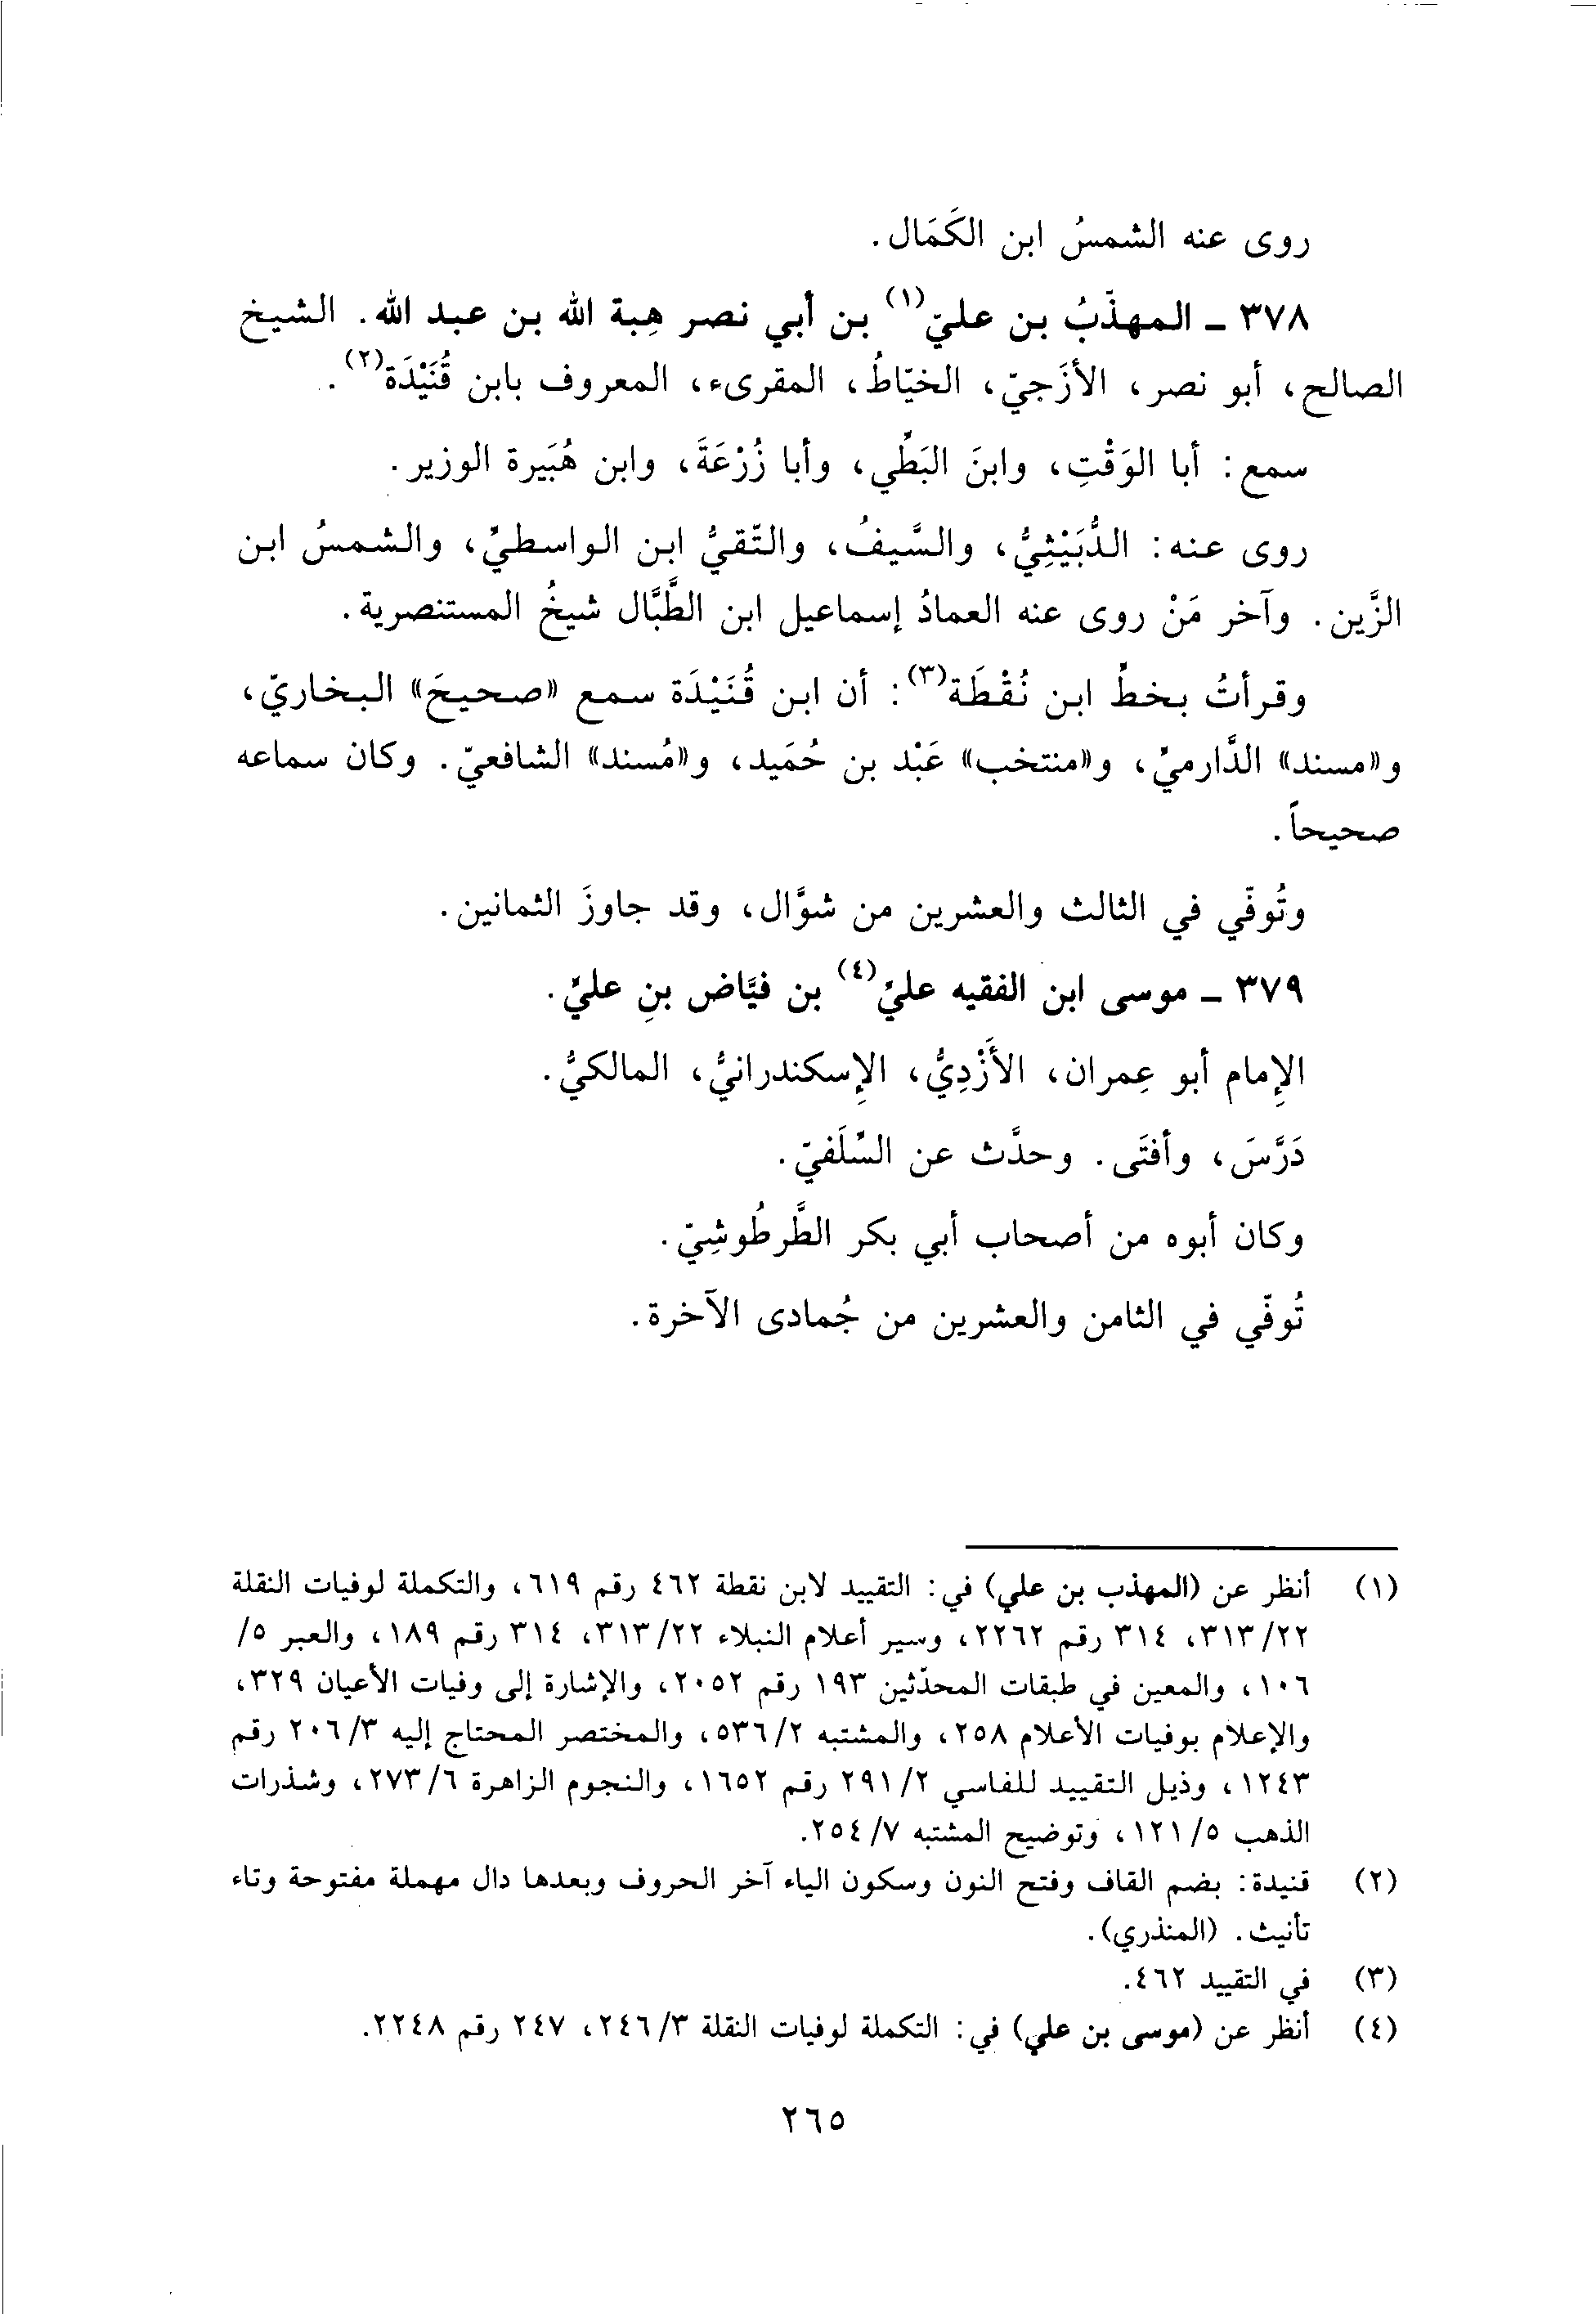 روى عنه الشمسُ ابن الكَمَال.
٣٧٨ ـ المهذّبُ بن عليّ(١) بن أبي نصر هِبة الله بن عبد الله. الشيخ
الصالح، أبو نصر، الأزَجيّ، الخيّاطُ، المقرىء، المعروف بابن قُنَيْدَة(٢).
سمع: أبا الوَقْتِ، وابنَ البَطِّي، وأبا زُرْعَةَ، وابن هُبَيرة الوزير.
روى عنه: الدُّبَيْثِيُّ، والسَّيفُ، والتّقيُّ ابن الواسطيِّ، والشمسُ ابن
الزَّين. وآخر مَنْ روى عنه العمادُ إسماعيل ابن الطَّبَّال شيخُ المستنصرية.
وقرأتُ بخطِّ ابن نُقْطَة(٣): أن ابن قُنَيْدَة سمع «صحيحَ» البخاريّ،
و«مسند» الدَّارميِّ، و«منتخب» عَبْد بن حُمَيد، و«مُسند» الشافعيّ. وكان سماعه
صحيحاً.
وتُوفّي في الثالث والعشرين من شوَّال، وقد جاوزَ الثمانين.
٣٧٩ ـ موسى ابن الفقيه عليّ(٤) بن فيَّاض بنِ عليِّ.
الإِمام أبو عِمران، الأَزْدِيُّ، الإِسكندرانيُّ، المالكيُّ.
دَرَّسَ، وأفتَى. وحدَّث عن السِّلَفيّ.
وكان أبوه من أصحاب أبي بكر الطَّرطُوشِيّ.
تُوفّي في الثامن والعشرين من جُمادى الآخرة.
(١) أنظر عن (المهذب بن علي) في: التقييد لابن نقطة ٤٦٢ رقم ٦١٩، والتكملة لوفيات النقلة
٣١٣/٢٢، ٣١٤ رقم ٢٢٦٢، وسير أعلام النبلاء ٣١٣/٢٢، ٣١٤ رقم ١٨٩، والعبر ٥/
١٠٦، والمعين في طبقات المحدّثين ١٩٣ رقم ٢٠٥٢، والإشارة إلى وفيات الأعيان ٣٢٩،
والإعلام بوفيات الأعلام ٢٥٨، والمشتبه ٥٣٦/٢، والمختصر المحتاج إليه ٢٠٦/٣ رقم
١٢٤٣، وذيل التقييد للفاسي ٢٩١/٢ رقم ١٦٥٢، والنجوم الزاهرة ٢٧٣/٦، وشذرات
الذهب ١٢١/٥، وتوضيح المشتبه ٢٥٤/٧.
(٢) قنيدة: بضم القاف وفتح النون وسكون الياء آخر الحروف وبعدها دال مهملة مفتوحة وتاء
تأنيث. (المنذري).
(٣) في التقييد ٤٦٢.
(٤) أنظر عن (موسى بن علي) في: التكملة لوفيات النقلة ٢٤٦/٣، ٢٤٧ رقم ٢٢٤٨.
٢٦٥